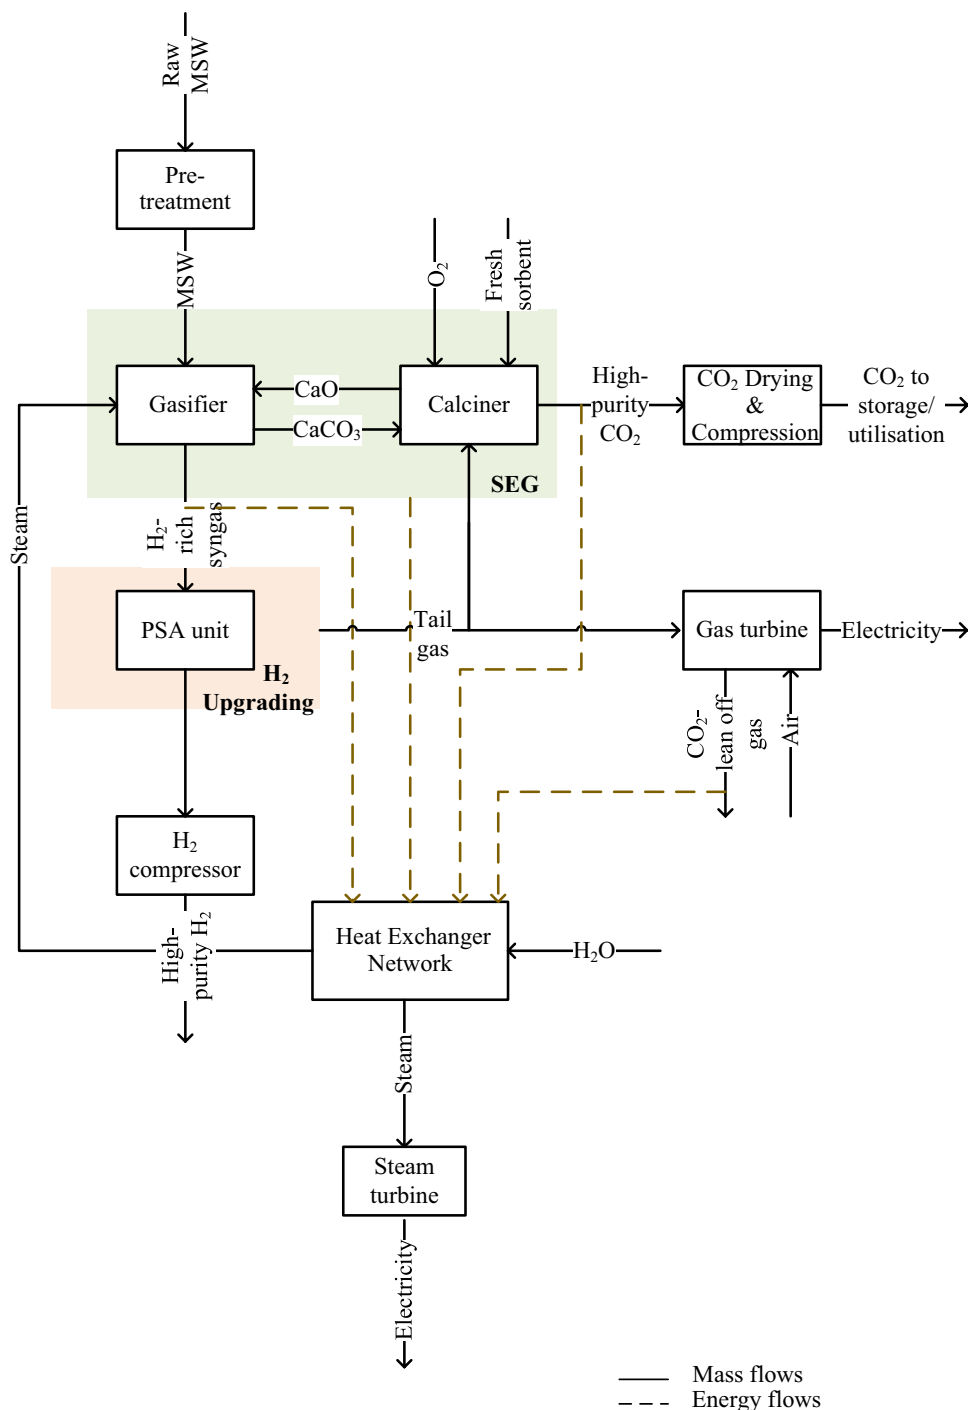 Raw
MSW
Pre-
treatment
MSW
O₂
Fresh
sorbent
Gasifier
CaO
CaCO₃
Calciner
High-
purity
CO₂
CO₂ Drying
&
Compression
CO₂ to
storage/
utilisation
SEG
Steam
H₂-
rich
syngas
PSA unit
H₂
Upgrading
Tail
gas
Gas turbine
Electricity
CO₂-
lean off
gas
Air
H₂
compressor
High-
purity H₂
Heat Exchanger
Network
H₂O
Steam
Steam
turbine
Electricity
Mass flows
Energy flows